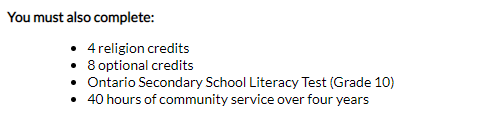 You must also complete:
• 4 religion credits
• 8 optional credits
• Ontario Secondary School Literacy Test (Grade 10)
• 40 hours of community service over four years